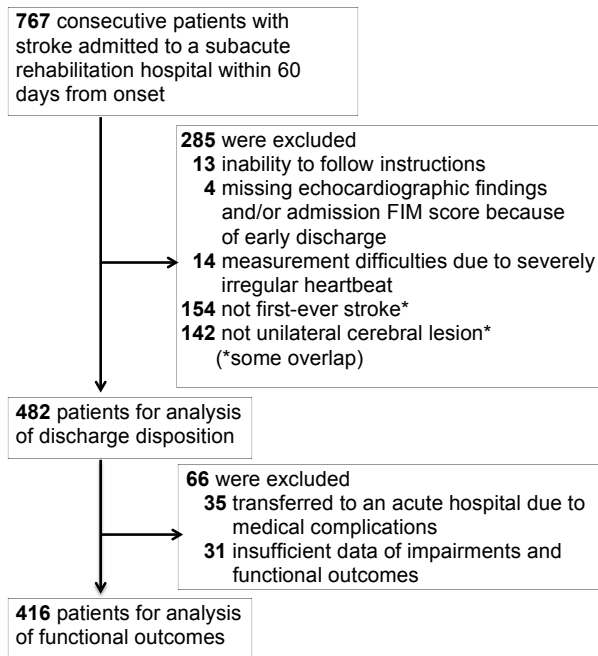 767 consecutive patients with
stroke admitted to a subacute
rehabilitation hospital within 60
days from onset
285 were excluded
13 inability to follow instructions
4 missing echocardiographic findings
and/or admission FIM score because
of early discharge
14 measurement difficulties due to severely
irregular heartbeat
154 not first-ever stroke*
142 not unilateral cerebral lesion*
(*some overlap)
482 patients for analysis
of discharge disposition
66 were excluded
35 transferred to an acute hospital due to
medical complications
31 insufficient data of impairments and
functional outcomes
416 patients for analysis
of functional outcomes